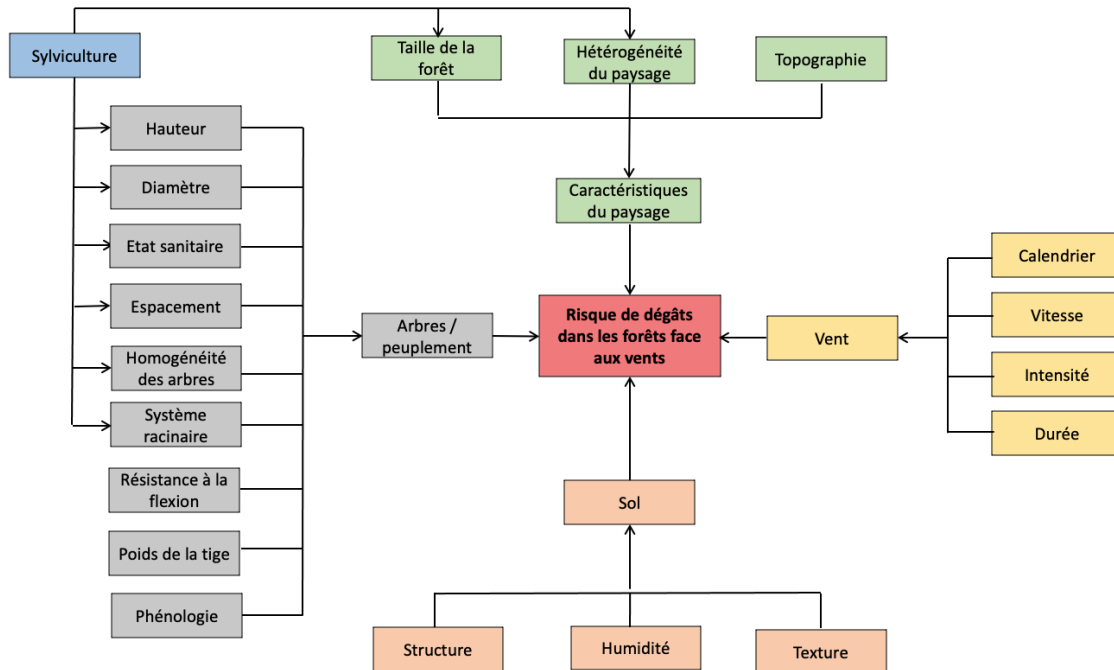 Sylviculture
Taille de la
forêt
Hétérogénéité
du paysage
Topographie
Hauteur
Diamètre
Etat sanitaire
Espacement
Homogénéité
des arbres
Système
racinaire
Résistance à la
flexion
Poids de la tige
Phénologie
Arbres /
peuplement
Caractéristiques
du paysage
Risque de dégâts
dans les forêts face
aux vents
Vent
Calendrier
Vitesse
Intensité
Durée
Sol
Structure
Humidité
Texture